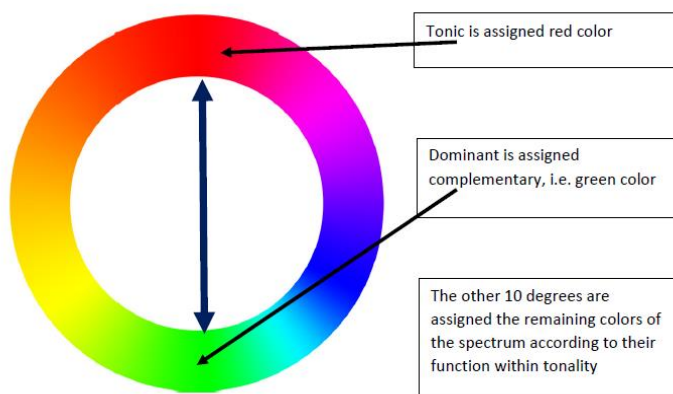 Tonic is assigned red color
Dominant is assigned
complementary, i.e. green color
The other 10 degrees are
assigned the remaining colors of
the spectrum according to their
function within tonality